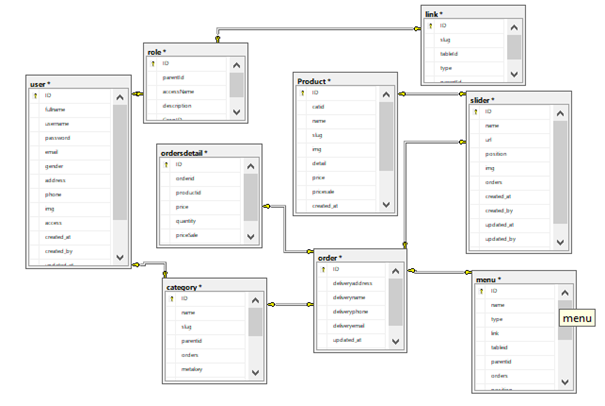 link *
ID
slug
tableId
type
role *
ID
parentid
accessName
description
user *
ID
fullname
username
password
email
gender
address
phone
img
access
created_at
created_by
updated_at
Product *
ID
catid
name
slug
img
detail
price
pricesale
created_at
slider *
ID
name
url
position
img
orders
created_at
created_by
updated_at
updated_by
ordersdetail *
ID
orderid
productid
price
quantity
priceSale
order *
ID
deliveryaddress
deliveryname
deliveryphone
deliveryemail
updated_at
category *
ID
name
slug
parentid
orders
metakey
menu *
ID
name
type
link
tableid
parentid
orders
menu